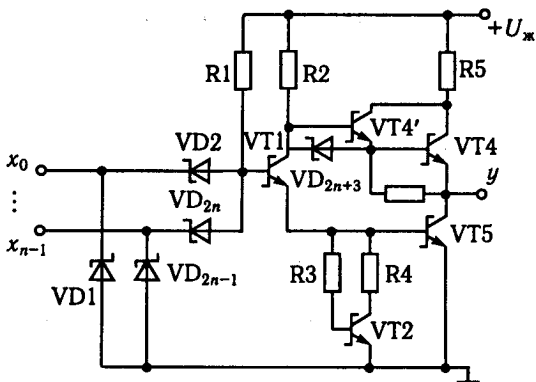 +Uж
R1
R2
R5
VT4′
VD2
VT1
VT4
x0
VD2n
VD2n+3
y
⋮
xn−1
VT5
VD1
VD2n−1
R3
R4
VT2